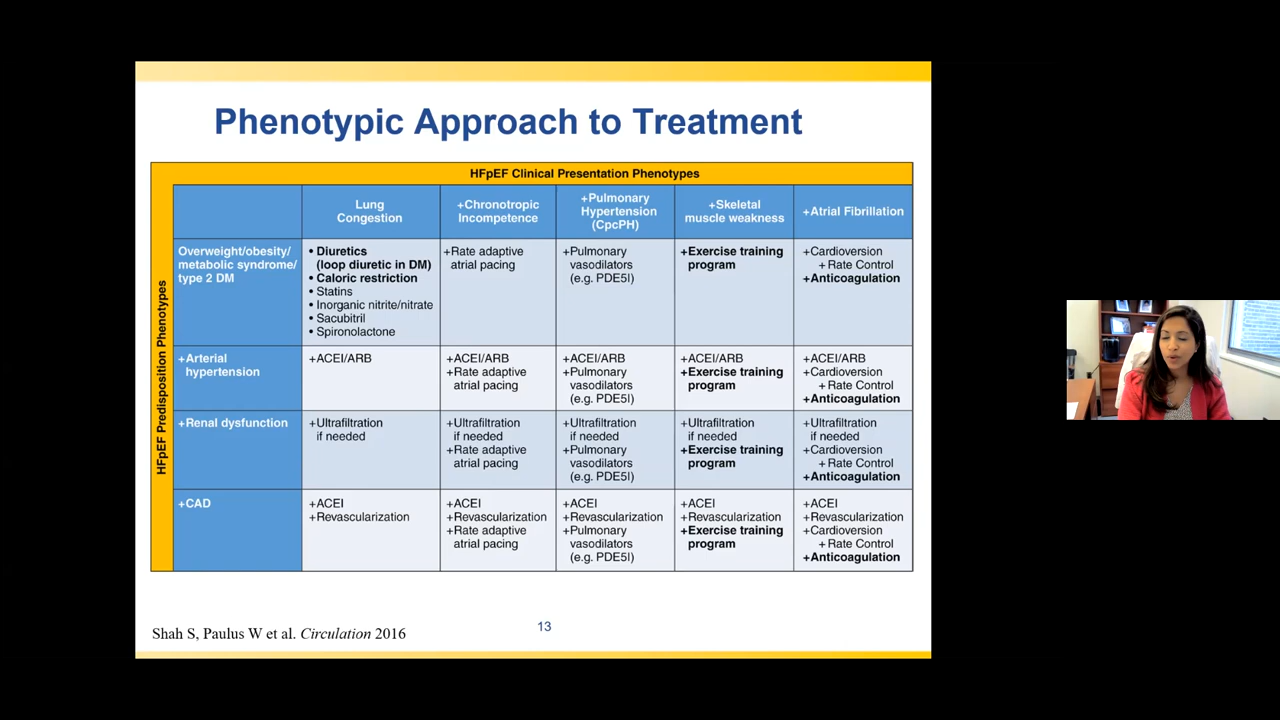 Phenotypic Approach to Treatment
HFpEF Clinical Presentation Phenotypes
HFpEF Predisposition Phenotypes
Lung
Congestion
+Chronotropic
Incompetence
+Pulmonary
Hypertension
(CpcPH)
+Skeletal
muscle weakness
+Atrial Fibrillation
Overweight/obesity/
metabolic syndrome/
type 2 DM
• Diuretics
(loop diuretic in DM)
• Caloric restriction
• Statins
• Inorganic nitrite/nitrate
• Sacubitril
• Spironolactone
+Rate adaptive
atrial pacing
+Pulmonary
vasodilators
(e.g. PDE5I)
+Exercise training
program
+Cardioversion
+Rate Control
+Anticoagulation
+Arterial
hypertension
+ACEI/ARB
+ACEI/ARB
+Rate adaptive
atrial pacing
+ACEI/ARB
+Pulmonary
vasodilators
(e.g. PDE5I)
+ACEI/ARB
+Exercise training
program
+ACEI/ARB
+Cardioversion
+Rate Control
+Anticoagulation
+Renal dysfunction
+Ultrafiltration
if needed
+Ultrafiltration
if needed
+Rate adaptive
atrial pacing
+Ultrafiltration
if needed
+Pulmonary
vasodilators
(e.g. PDE5I)
+Ultrafiltration
if needed
+Exercise training
program
+Ultrafiltration
if needed
+Cardioversion
+Rate Control
+Anticoagulation
+CAD
+ACEI
+Revascularization
+ACEI
+Revascularization
+Rate adaptive
atrial pacing
+ACEI
+Revascularization
+Pulmonary
vasodilators
(e.g. PDE5I)
+ACEI
+Revascularization
+Exercise training
program
+ACEI
+Revascularization
+Cardioversion
+Rate Control
+Anticoagulation
Shah S, Paulus W et al. Circulation 2016
13